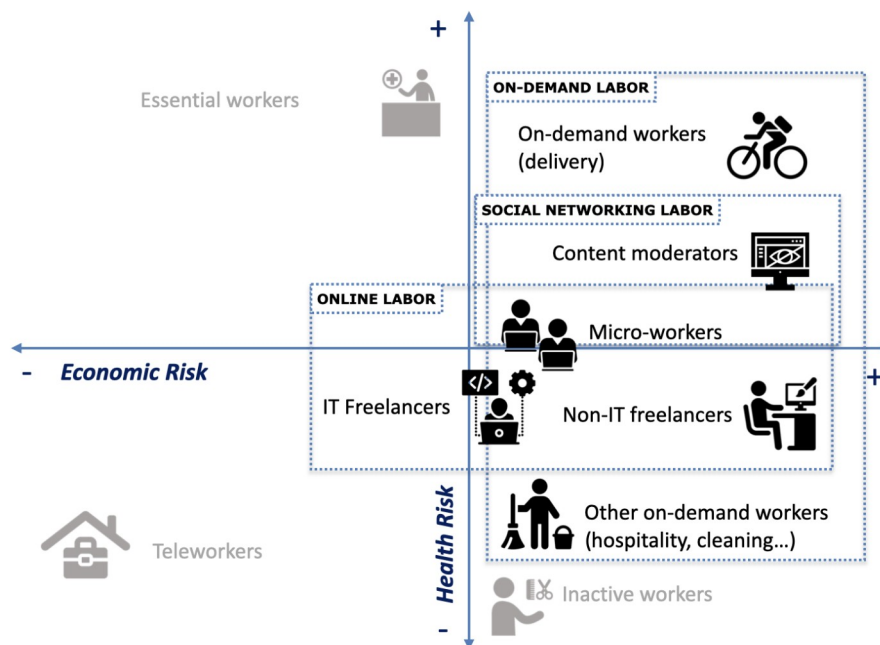 +
Essential workers
ON-DEMAND LABOR
On-demand workers
(delivery)
SOCIAL NETWORKING LABOR
Content moderators
ONLINE LABOR
Micro-workers
- Economic Risk
+
</>
IT Freelancers
Non-IT freelancers
Health Risk
-
Other on-demand workers
(hospitality, cleaning...)
Teleworkers
Inactive workers